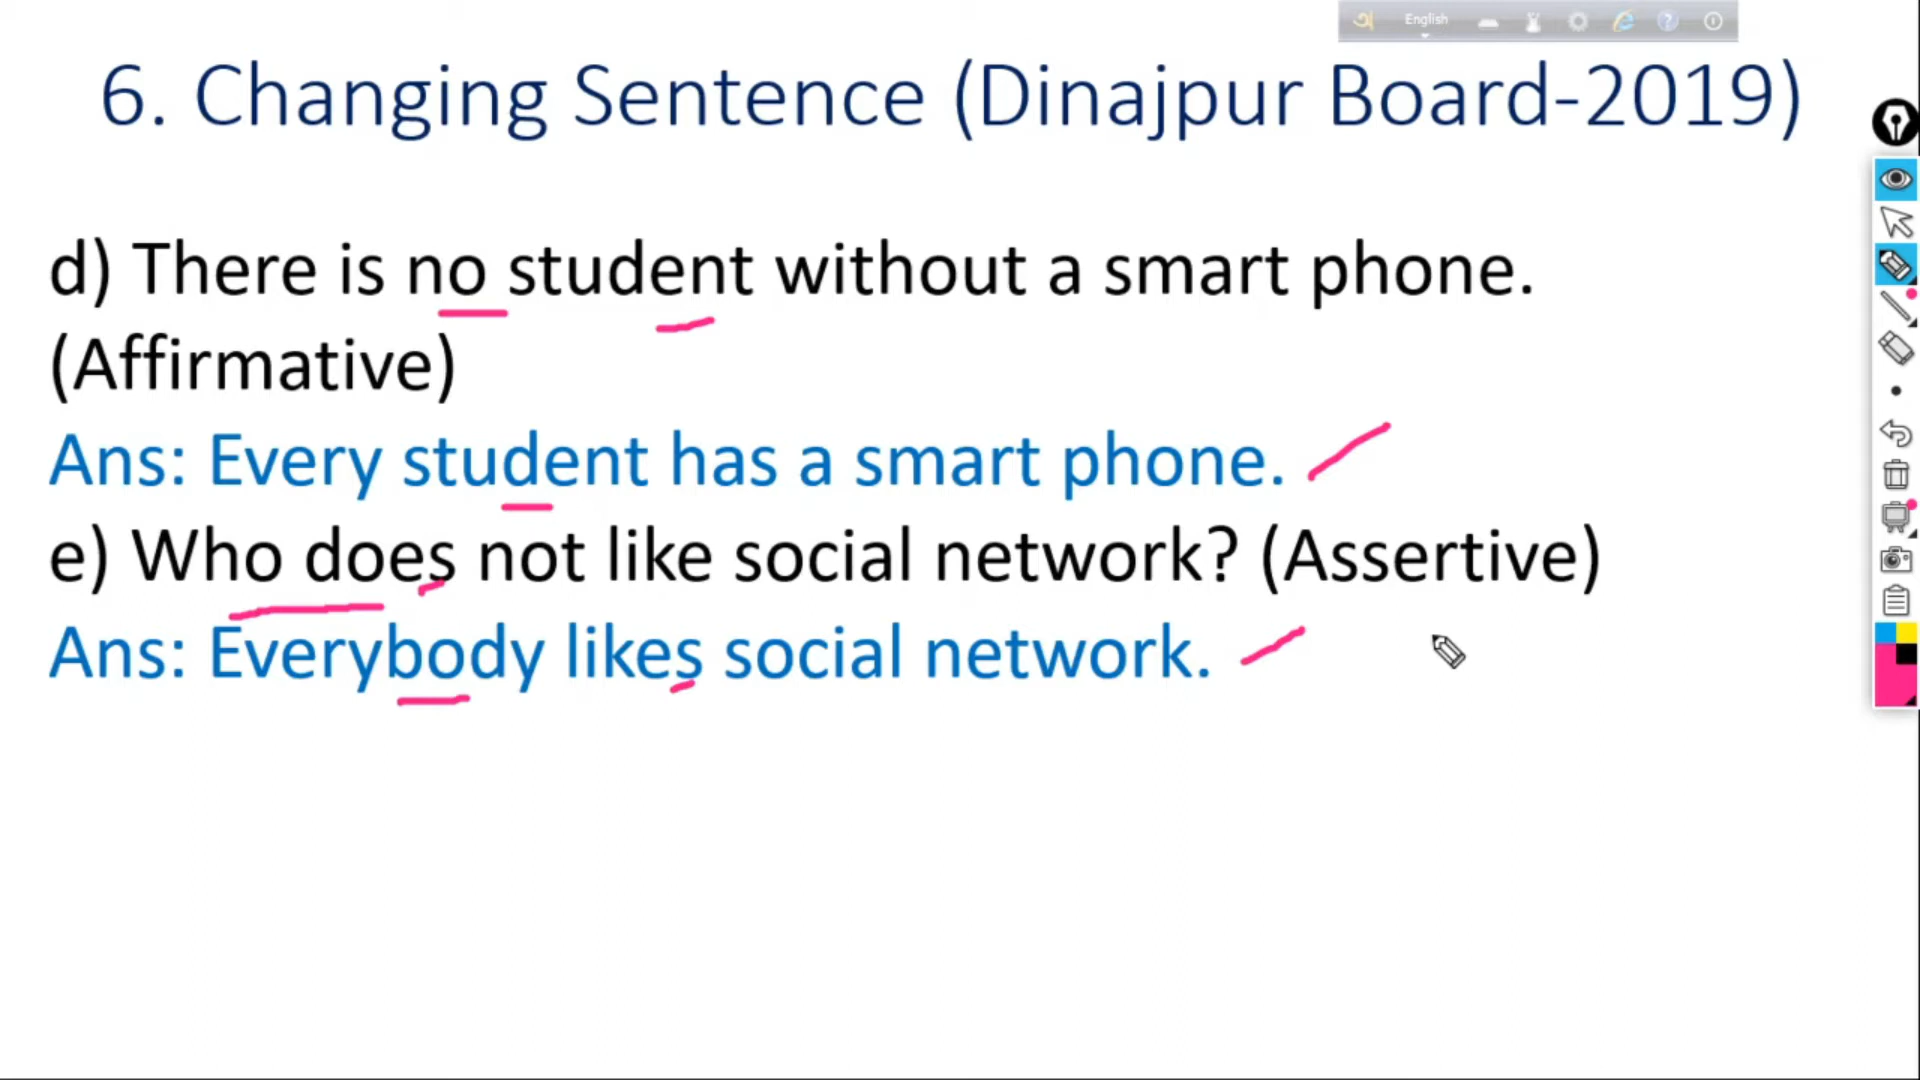 English
6. Changing Sentence (Dinajpur Board-2019)
d) There is no student without a smart phone.
(Affirmative)
Ans: Every student has a smart phone.
e) Who does not like social network? (Assertive)
Ans: Everybody likes social network.